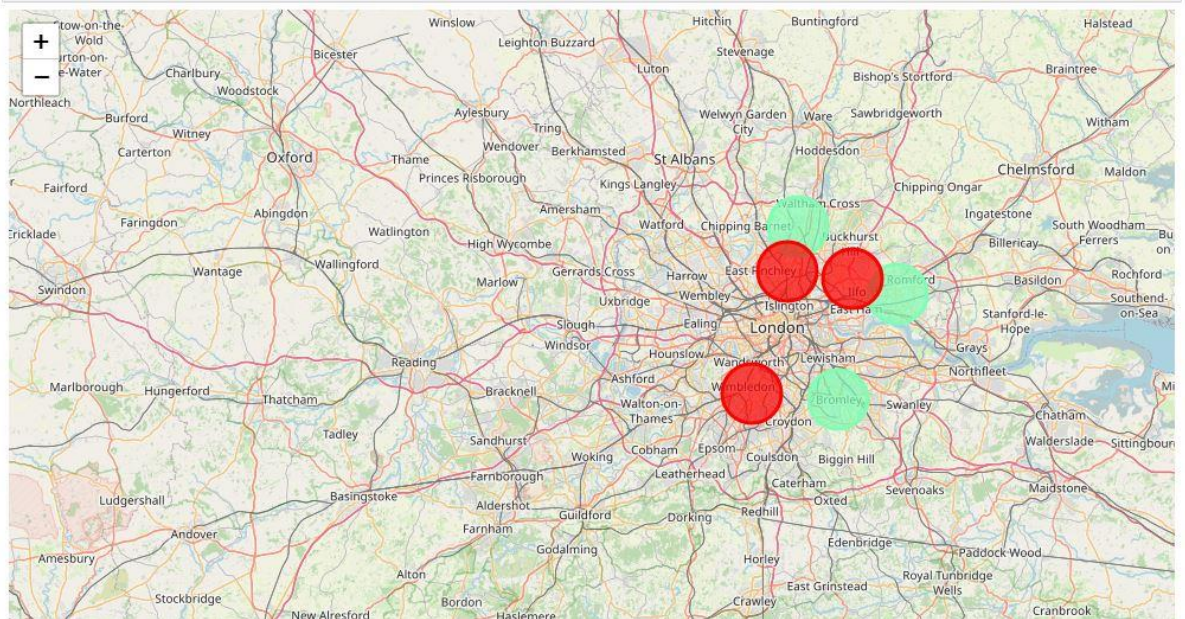 +
−
Stow-on-the-
Wold
Winslow
Hitchin
Buntingford
Halstead
Leighton Buzzard
Bicester
Stevenage
Luton
Charlbury
Bishop's Stortford
Braintree
Woodstock
Northleach
Burford
Aylesbury
Welwyn Garden
City
Ware
Sawbridgeworth
Witham
Witney
Tring
Carterton
Oxford
Thame
Wendover
Berkhamsted
St Albans
Hoddesdon
Chelmsford
Maldon
Fairford
Princes Risborough
Kings Langley
Chipping Ongar
Abingdon
Amersham
Waltham Cross
Faringdon
Watlington
Watford
Chipping Barnet
Ingatestone
South Woodham
Ferrers
Cricklade
High Wycombe
Buckhurst
Hill
Billericay
Wantage
Wallingford
Gerrards Cross
Harrow
East Finchley
Rochford
Swindon
Marlow
Wembley
Romford
Basildon
Uxbridge
Islington
Southend-
on-Sea
Slough
Ealing
London
Stanford-le-
Hope
Windsor
Hounslow
Wandsworth
Lewisham
Grays
Reading
Northfleet
Marlborough
Hungerford
Thatcham
Bracknell
Ashford
Wimbledon
Walton-on-
Thames
Bromley
Swanley
Chatham
Croydon
Tadley
Sandhurst
Cobham
Epsom
Coulsdon
Biggin Hill
Walderslade
Woking
Leatherhead
Farnborough
Caterham
Sevenoaks
Maidstone
Ludgershall
Basingstoke
Aldershot
Guildford
Dorking
Redhill
Oxted
Andover
Farnham
Edenbridge
Paddock Wood
Amesbury
Godalming
Horley
Alton
East Grinstead
Royal Tunbridge
Wells
Stockbridge
Bordon
Crawley
New Alresford
Haslemere
Cranbrook